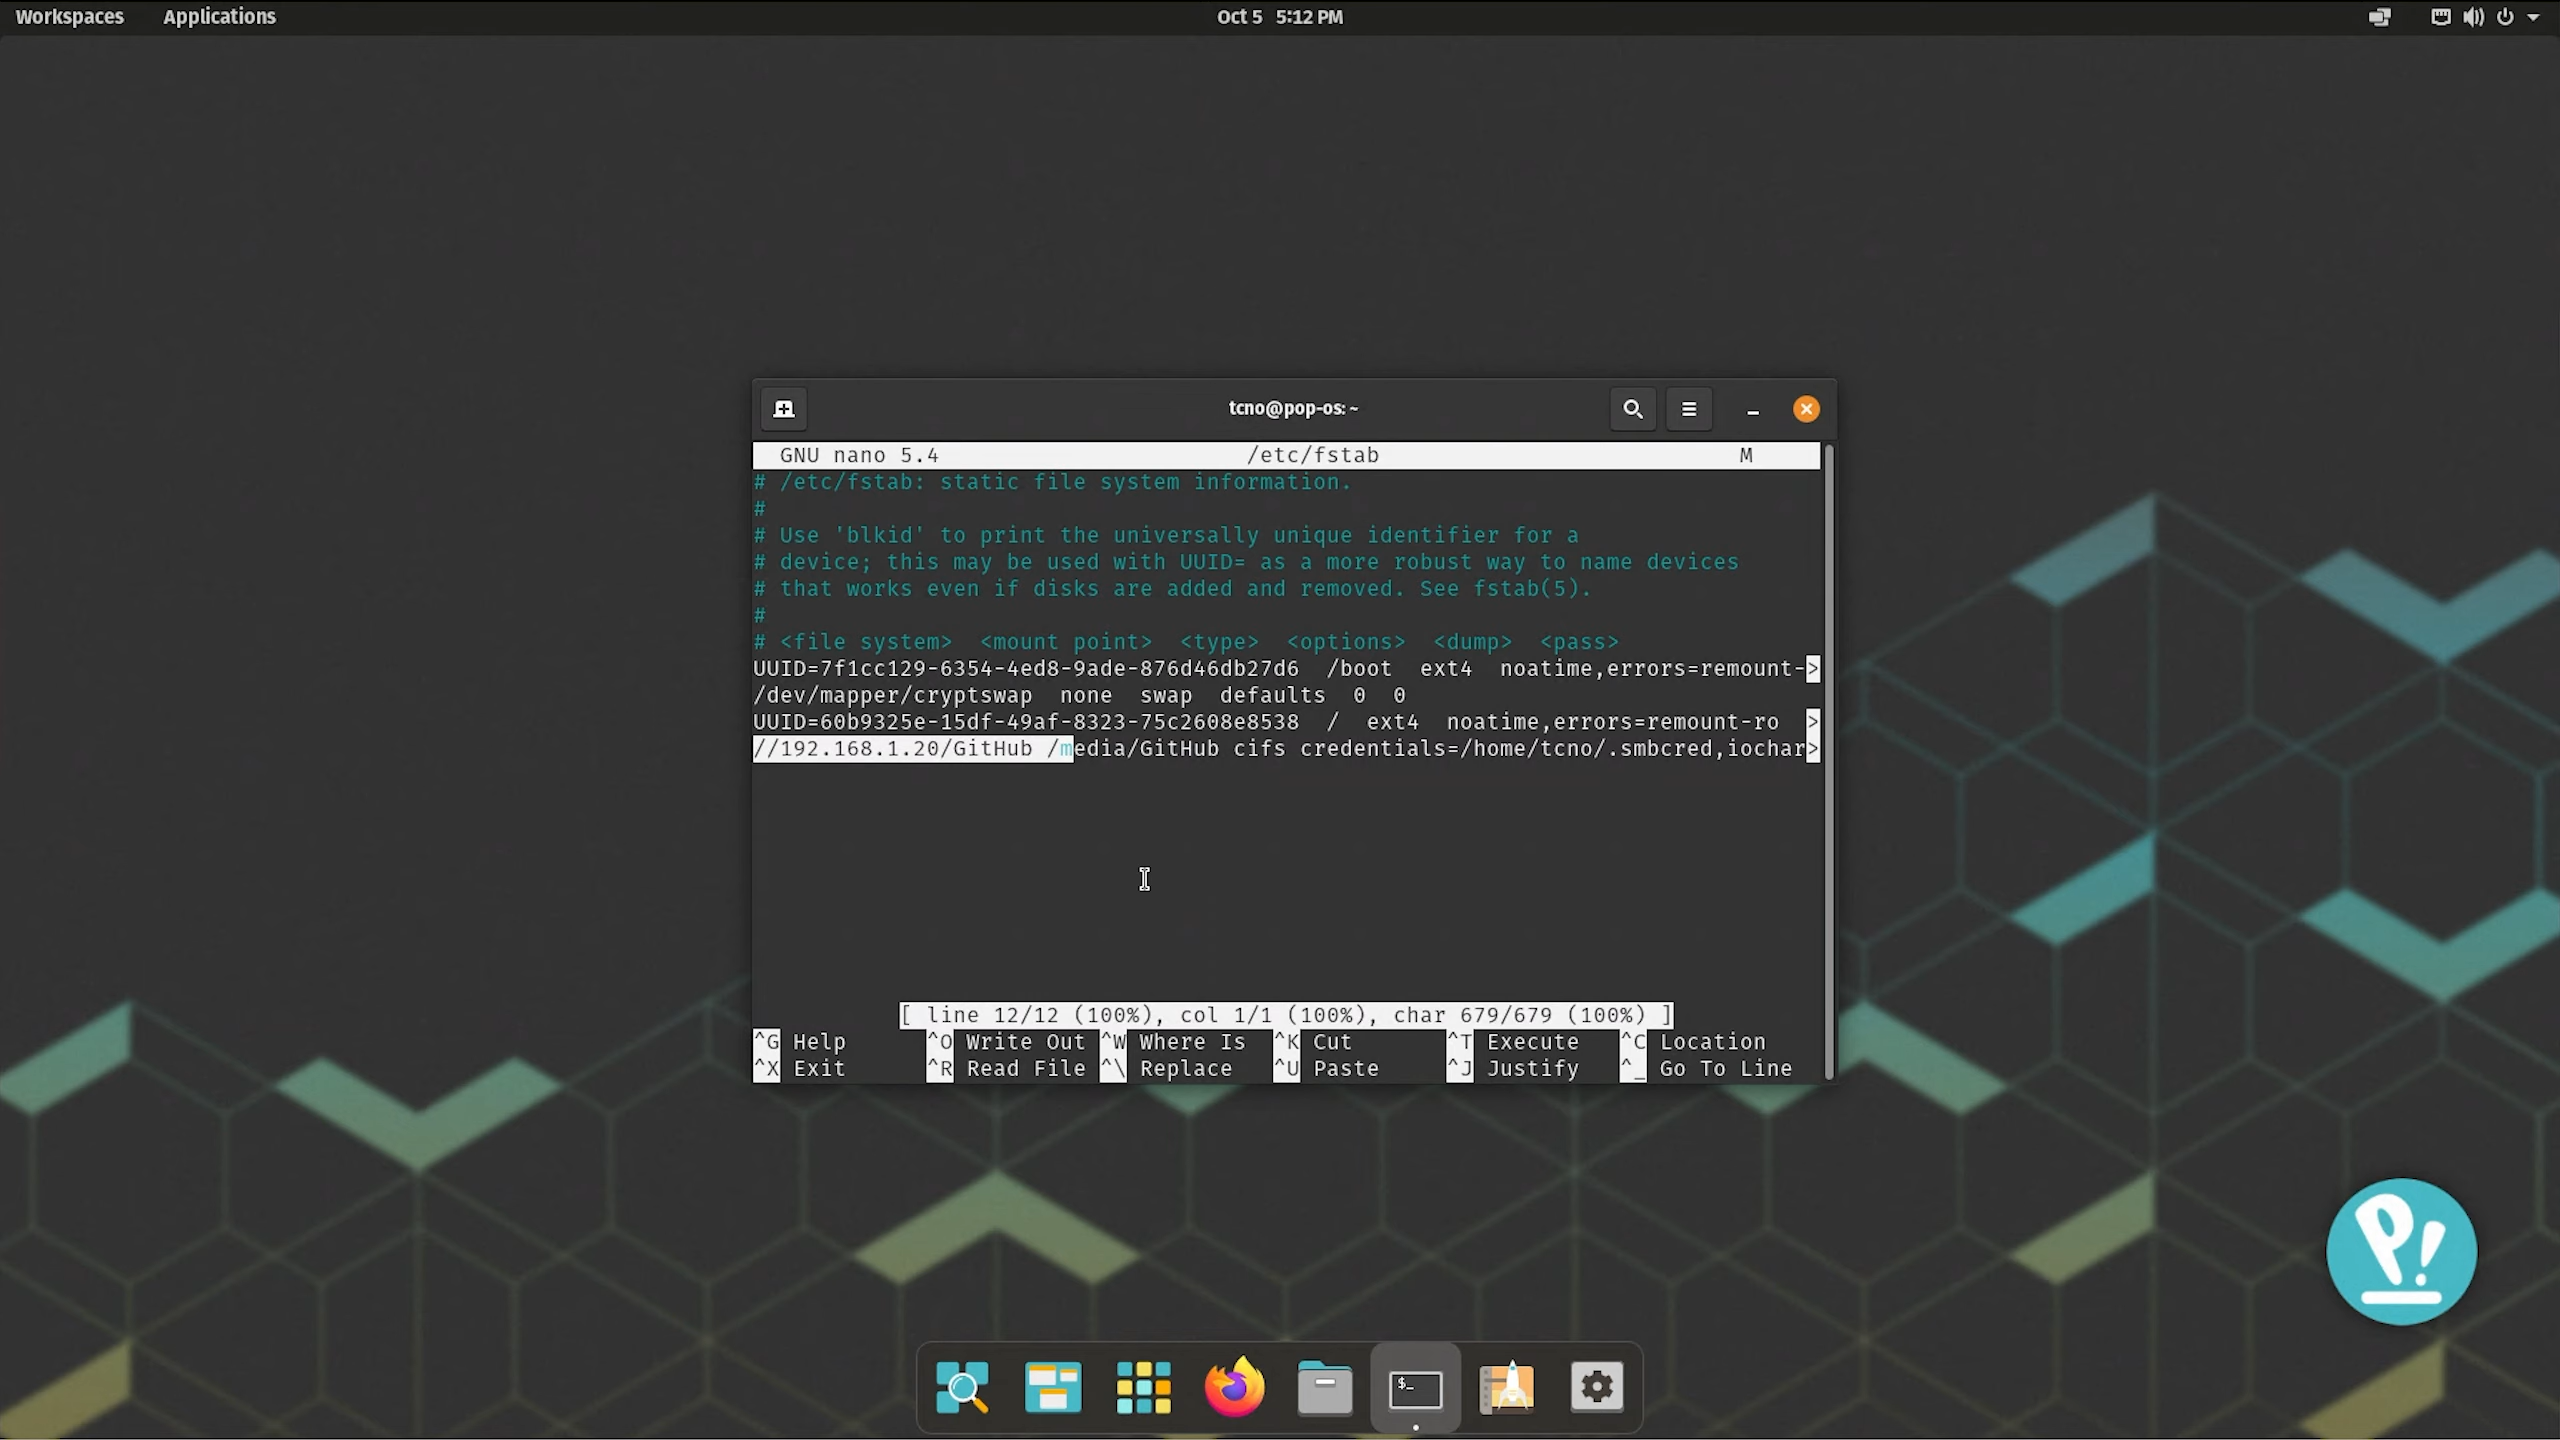 Workspaces Applications Oct 5 5:12 PM
tcno@pop-os: ~
GNU nano 5.4 /etc/fstab M
# /etc/fstab: static file system information.
#
# Use 'blkid' to print the universally unique identifier for a
# device; this may be used with UUID= as a more robust way to name devices
# that works even if disks are added and removed. See fstab(5).
#
# <file system> <mount point> <type> <options> <dump> <pass>
UUID=7f1cc129-6354-4ed8-9ade-876d46db27d6 /boot ext4 noatime,errors=remount->
/dev/mapper/cryptswap none swap defaults 0 0
UUID=60b9325e-15df-49af-8323-75c2608e8538 / ext4 noatime,errors=remount-ro >
//192.168.1.20/GitHub /media/GitHub cifs credentials=/home/tcno/.smbcred,iochar>
[ line 12/12 (100%), col 1/1 (100%), char 679/679 (100%) ]
^G Help ^O Write Out ^W Where Is ^K Cut ^T Execute ^C Location
^X Exit ^R Read File ^\ Replace ^U Paste ^J Justify ^_ Go To Line
P!
$_